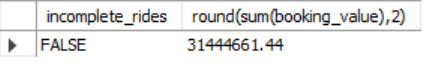 incomplete_rides round(sum(booking_value),2)
FALSE 31444661.44